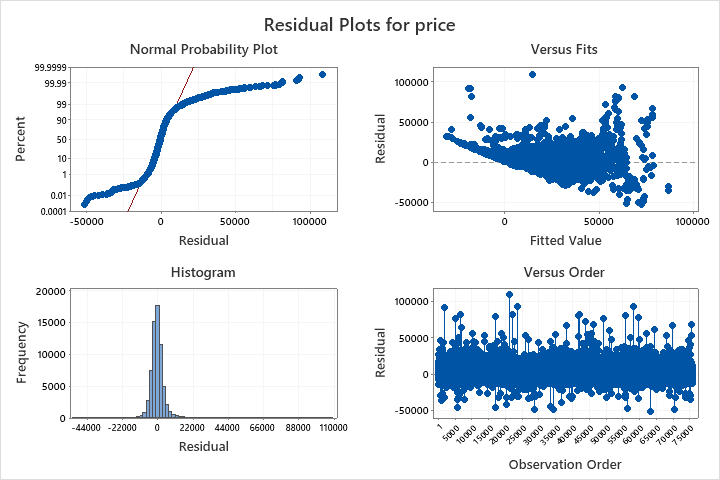 Residual Plots for price
Normal Probability Plot
99.9999
99.99
99
90
50
10
1
0.01
0.0001
Percent
-50000 0 50000 100000
Residual
Versus Fits
100000
50000
0
-50000
Residual
0 50000 100000
Fitted Value
Histogram
20000
15000
10000
5000
0
Frequency
-44000 -22000 0 22000 44000 66000 88000 110000
Residual
Versus Order
100000
50000
0
-50000
Residual
1 5000 10000 15000 20000 25000 30000 35000 40000 45000 50000 55000 60000 65000 70000 75000
Observation Order